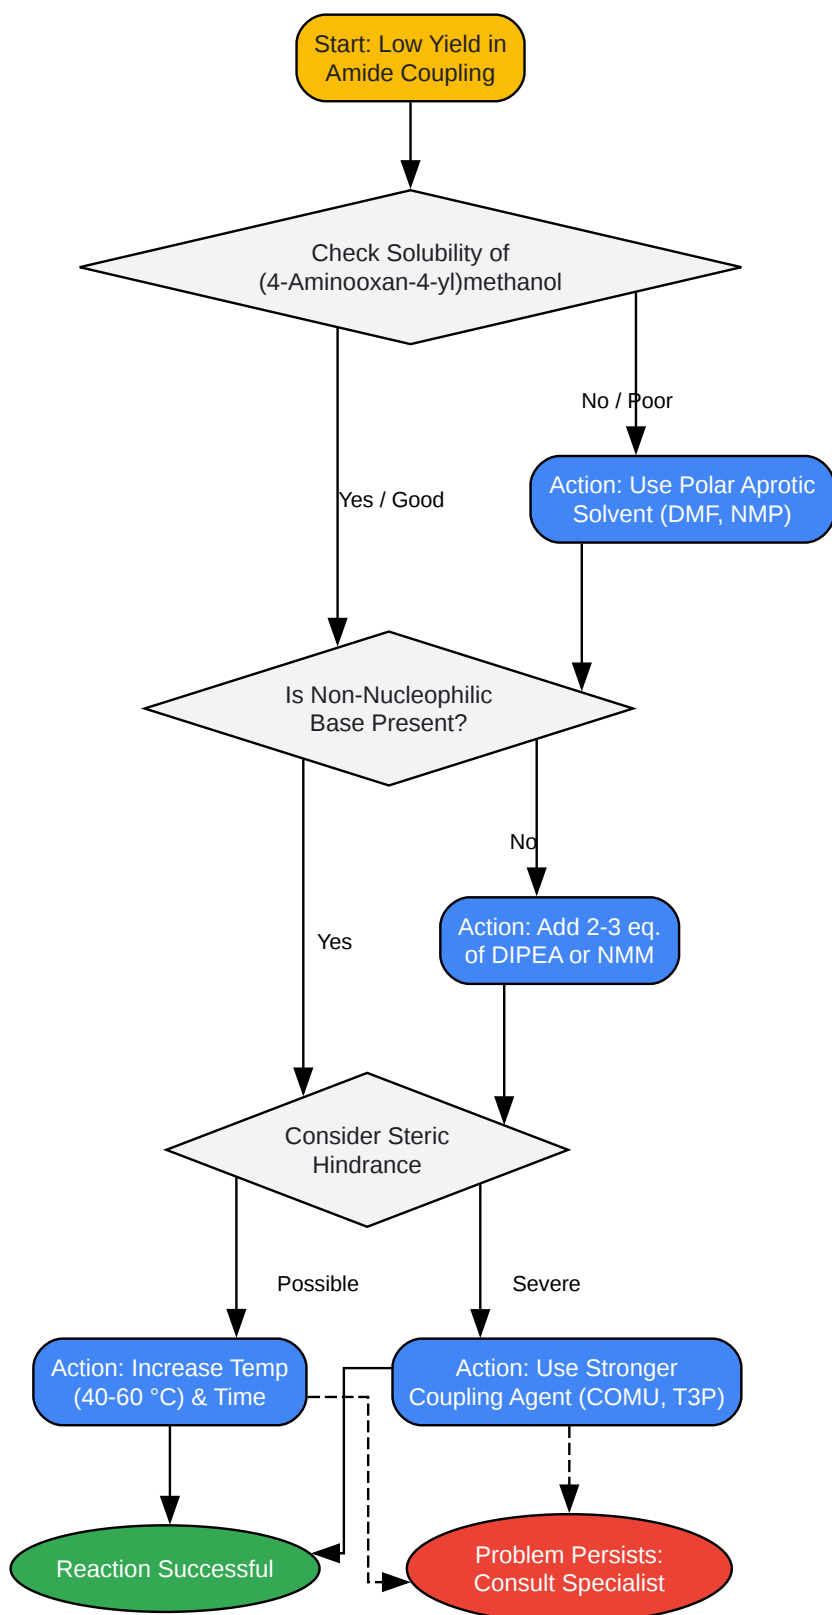 Start: Low Yield in
Amide Coupling
Check Solubility of
(4-Aminooxan-4-yl)methanol
No / Poor
Yes / Good
Action: Use Polar Aprotic
Solvent (DMF, NMP)
Is Non-Nucleophilic
Base Present?
No
Yes
Action: Add 2-3 eq.
of DIPEA or NMM
Consider Steric
Hindrance
Possible
Severe
Action: Increase Temp
(40-60 °C) & Time
Action: Use Stronger
Coupling Agent (COMU, T3P)
Reaction Successful
Problem Persists:
Consult Specialist